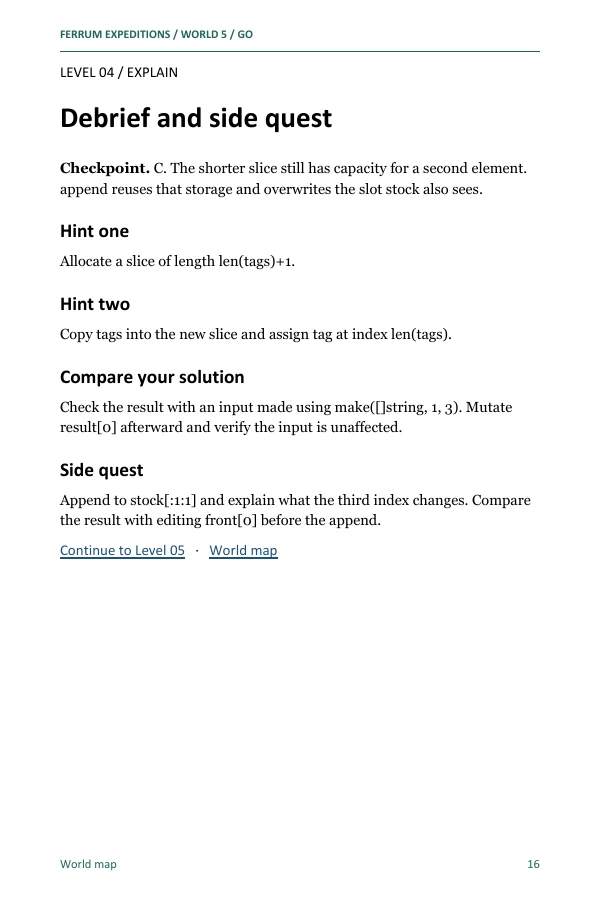 FERRUM EXPEDITIONS / WORLD 5 / GO
LEVEL 04 / EXPLAIN
Debrief and side quest
Checkpoint. C. The shorter slice still has capacity for a second element.
append reuses that storage and overwrites the slot stock also sees.
Hint one
Allocate a slice of length len(tags)+1.
Hint two
Copy tags into the new slice and assign tag at index len(tags).
Compare your solution
Check the result with an input made using make([]string, 1, 3). Mutate
result[0] afterward and verify the input is unaffected.
Side quest
Append to stock[:1:1] and explain what the third index changes. Compare
the result with editing front[0] before the append.
Continue to Level 05 · World map
World map 16